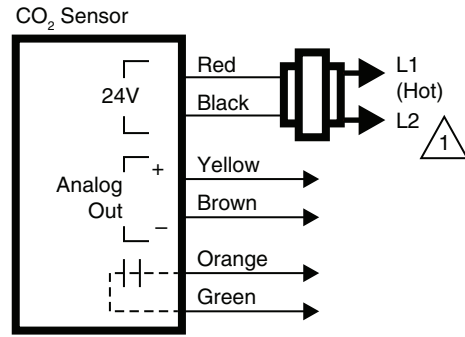 CO₂ Sensor
Red
L1
(Hot)
24V
Black
L2
1
Yellow
+
Analog
Out
Brown
–
Orange
Green